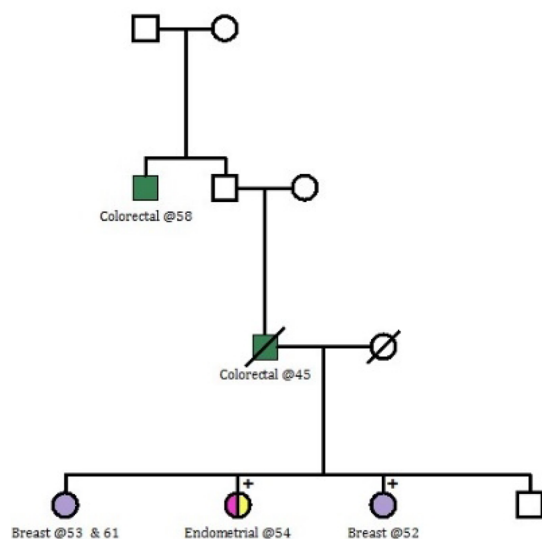 Colorectal @58
Colorectal @45
+ +
Breast @53 & 61 Endometrial @54 Breast @52